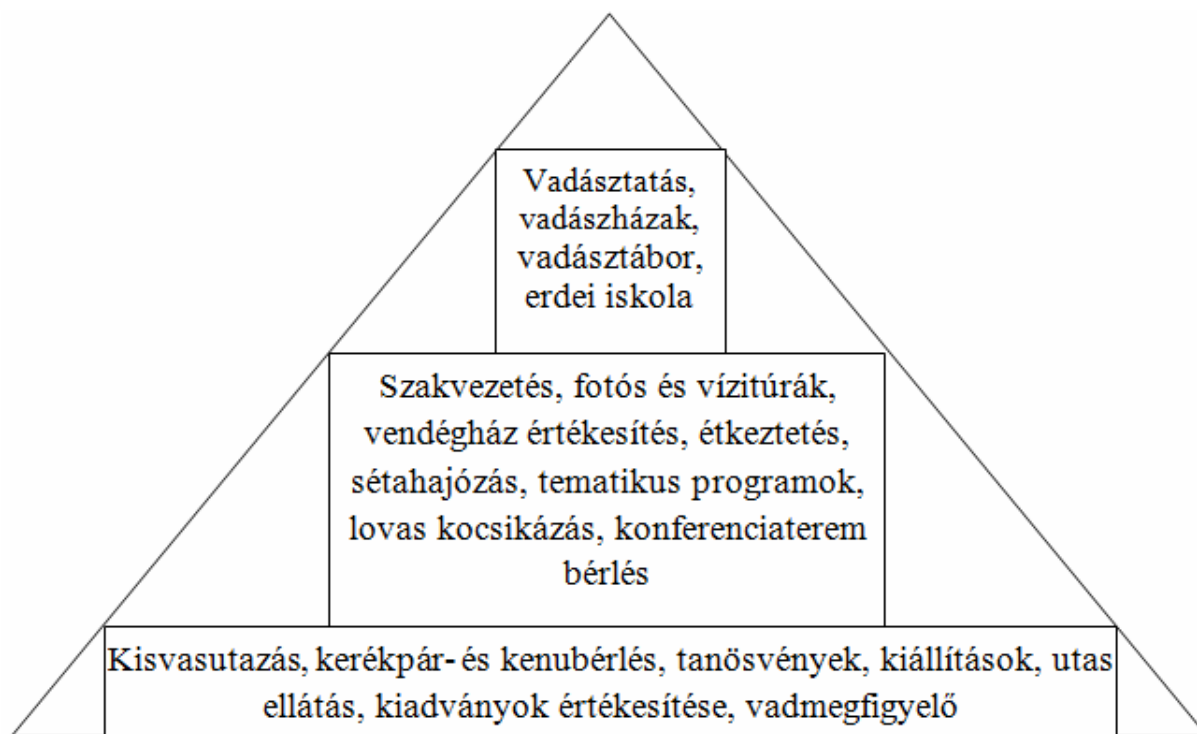 Vadásztatás,
vadászházak,
vadásztábor,
erdei iskola
Szakvezetés, fotós és vízitúrák,
vendégház értékesítés, étkeztetés,
sétahajózás, tematikus programok,
lovas kocsikázás, konferenciaterem
bérlés
Kisvasutazás, kerékpár- és kenubérlés, tanösvények, kiállítások, utas
ellátás, kiadványok értékesítése, vadmegfigyelő